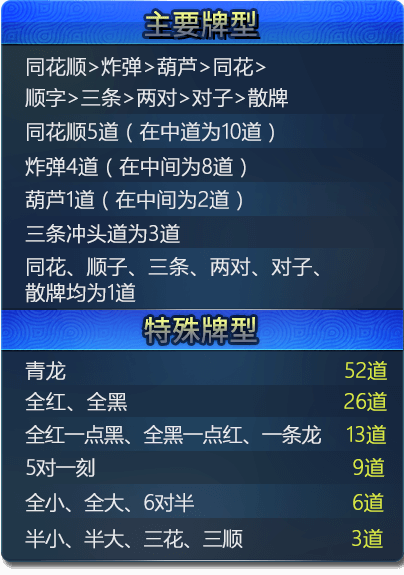 主要牌型
同花顺>炸弹>葫芦>同花>
顺字>三条>两对>对子>散牌
同花顺5道（在中道为10道）
炸弹4道（在中间为8道）
葫芦1道（在中间为2道）
三条冲头道为3道
同花、顺子、三条、两对、对子、
散牌均为1道
特殊牌型
青龙 52道
全红、全黑 26道
全红一点黑、全黑一点红、一条龙 13道
5对一刻 9道
全小、全大、6对半 6道
半小、半大、三花、三顺 3道